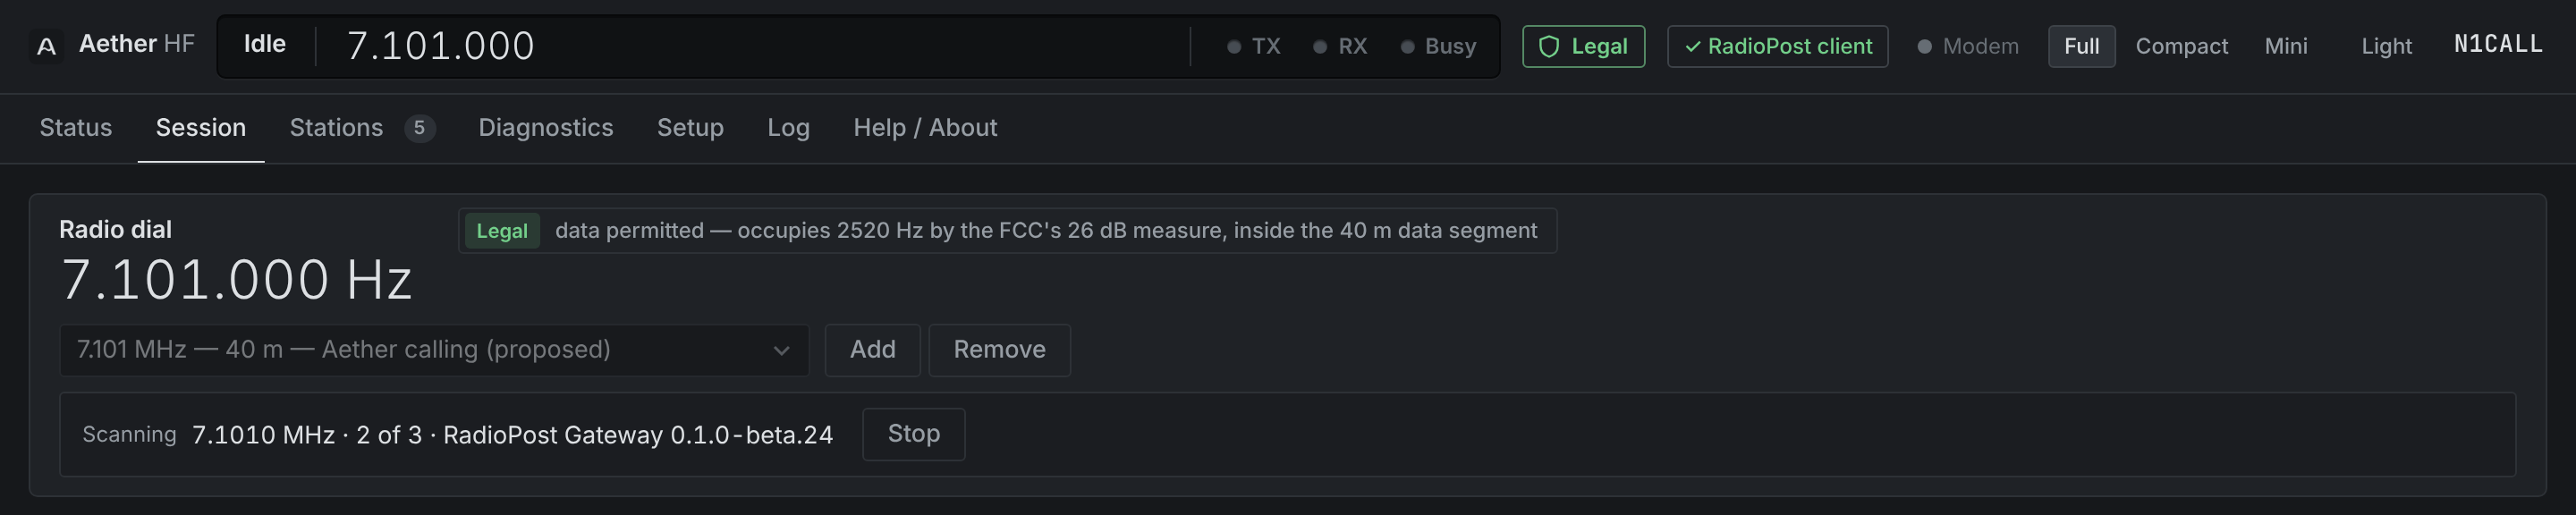 A Aether HF Idle 7.101.000 TX RX Busy Legal RadioPost client Modem Full Compact Mini Light N1CALL
Status Session Stations 5 Diagnostics Setup Log Help / About
Radio dial Legal data permitted — occupies 2520 Hz by the FCC's 26 dB measure, inside the 40 m data segment
7.101.000 Hz
7.101 MHz — 40 m — Aether calling (proposed) Add Remove
Scanning 7.1010 MHz · 2 of 3 · RadioPost Gateway 0.1.0-beta.24 Stop